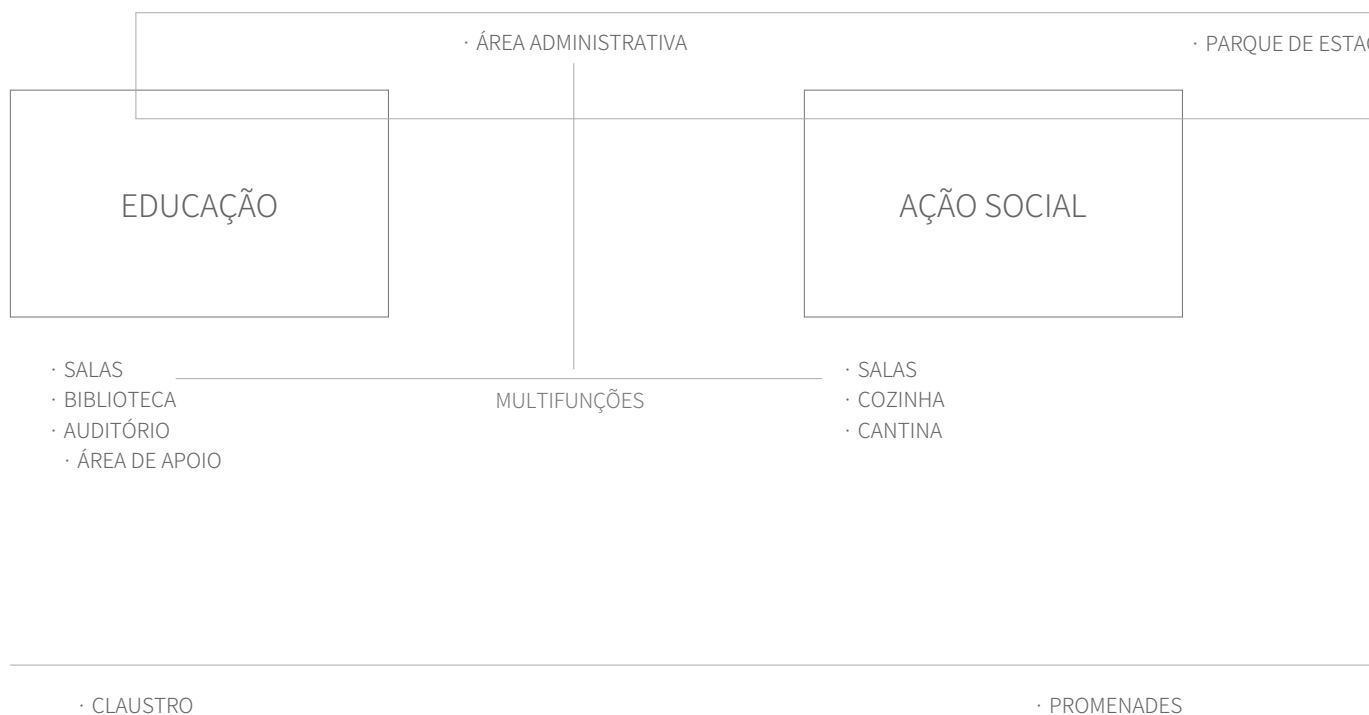 · ÁREA ADMINISTRATIVA
· PARQUE DE
EDUCAÇÃO
AÇÃO SOCIAL
· SALAS
· BIBLIOTECA
· AUDITÓRIO
· ÁREA DE APOIO
MULTIFUNÇÕES
· SALAS
· COZINHA
· CANTINA
· CLAUSTRO
· PROMENADES